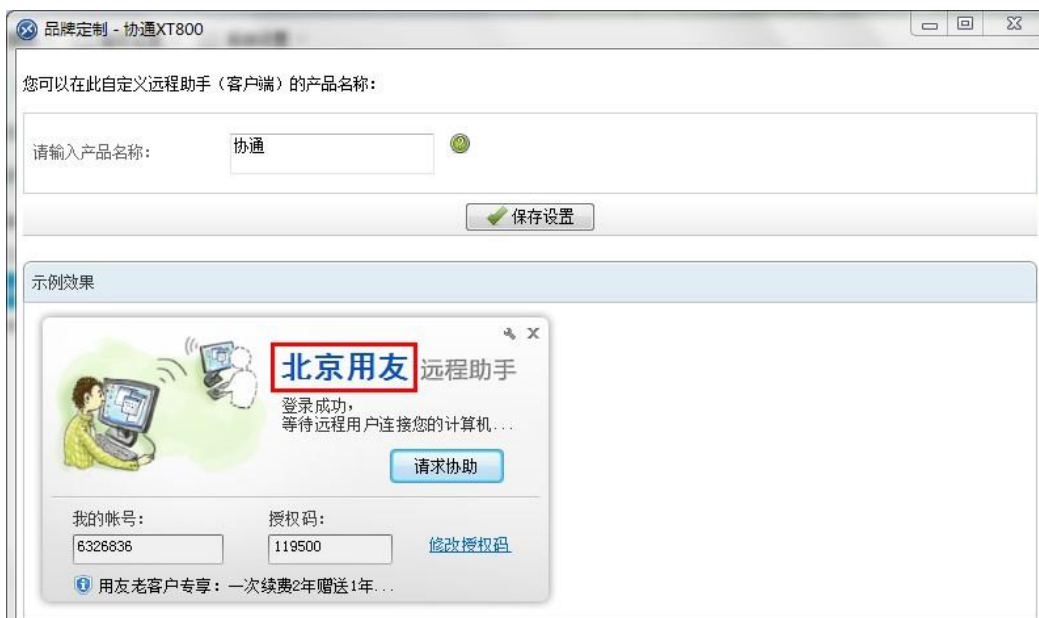 品牌定制 - 协通XT800
您可以在此自定义远程助手（客户端）的产品名称：
请输入产品名称： 协通
保存设置
示例效果
北京用友 远程助手
登录成功，
等待远程用户连接您的计算机...
请求协助
我的帐号： 授权码：
6326836 119500 修改授权码
用友老客户专享：一次续费2年赠送1年...